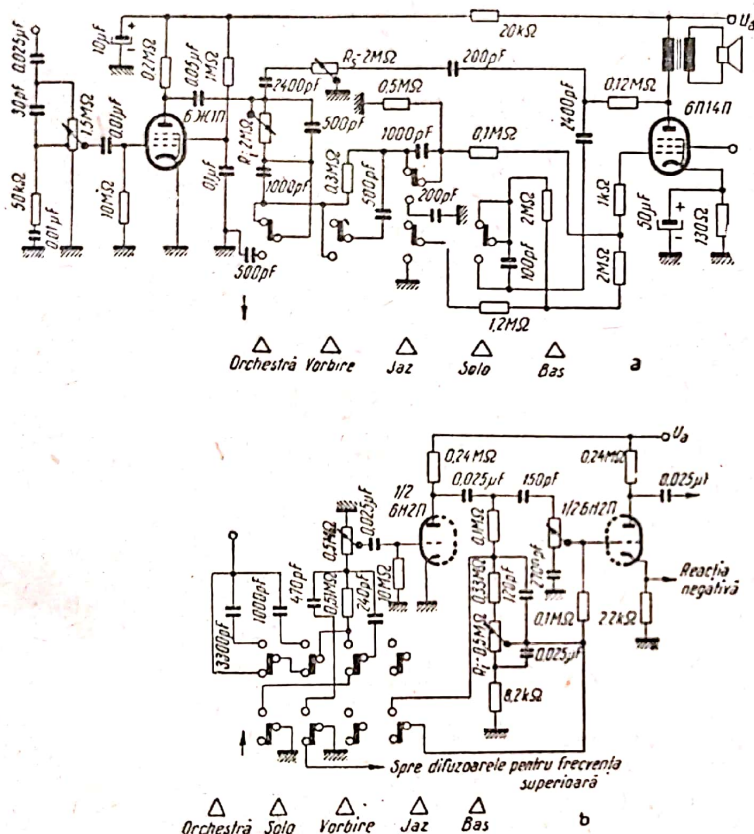 10μF
20kΩ
Uₐ
0,025μF
30pF
50kΩ
0,01μF
1,5MΩ
0,01μF
10MΩ
0,2MΩ
0,05μF
1MΩ
6Ж1П
0,1μF
500pF
2400pF
R₁-2MΩ
1000pF
500pF
R₅-2MΩ
200pF
0,5MΩ
1000pF
0,3MΩ
500pF
200pF
0,1MΩ
2MΩ
100pF
1,2MΩ
2400pF
0,12MΩ
6П14П
1kΩ
2MΩ
50μF
130Ω
Orchestră Vorbire Jaz Solo Bas
a
Uₐ
0,24MΩ
0,24MΩ
0,025μF
150pF
0,025μF
1/2
6Н2П
1/2 6Н2П
0,025μF
0,5MΩ
10MΩ
0,1MΩ
2700pF
3300pF
1000pF
470pF
0,51MΩ
240pF
0,33MΩ
120pF
R₁-0,5MΩ
0,025μF
8,2kΩ
0,1MΩ
2,2kΩ
Reacția
negativă
Spre difuzoarele pentru frecvența
superioară
Orchestră Solo Vorbire Jaz Bas
b